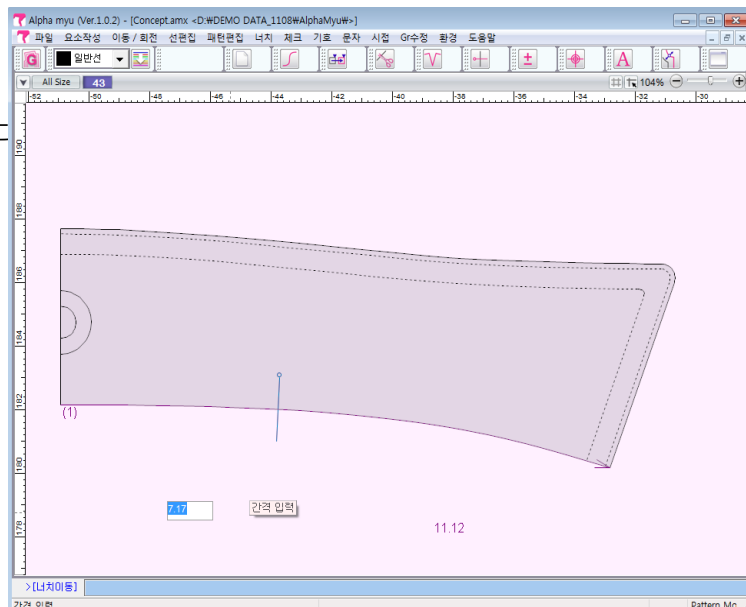 Alpha myu (Ver.1.0.2) - [Concept.amx <D:₩DEMO DATA_1108₩AlphaMyu₩>]
파일 요소작성 이동 / 회전 선편집 패턴편집 너치 체크 기호 문자 시접 Gr수정 환경 도움말
G 일반선 A
All Size 43 104%
-52 -50 -48 -46 -44 -42 -40 -38 -36 -34 -32 -30
190
188
186
184
182
(1)
180
7.17 간격 입력
178
11.12
>[너치이동]
간격 입력 Pattern Mo